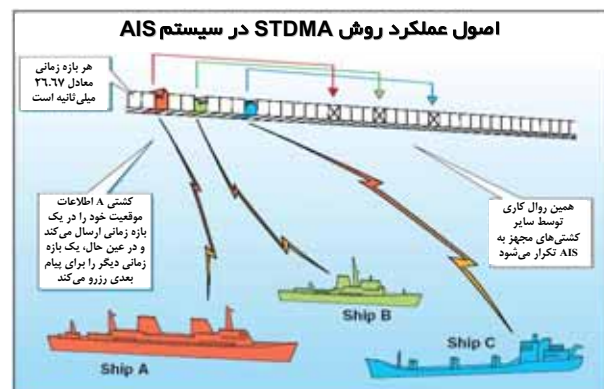 اصول عملکرد روش STDMA در سیستم AIS
هر بازه زمانی
معادل ۲٦.٦۷
میلی‌ثانیه است
کشتی A اطلاعات
موقعیت خود را در یک
بازه زمانی ارسال می‌کند
و در عین حال، یک بازه
زمانی دیگر را برای پیام
بعدی رزرو می‌کند
همین روال کاری
توسط سایر
کشتی‌های مجهز به
AIS تکرار می‌شود
Ship B
Ship A
Ship C